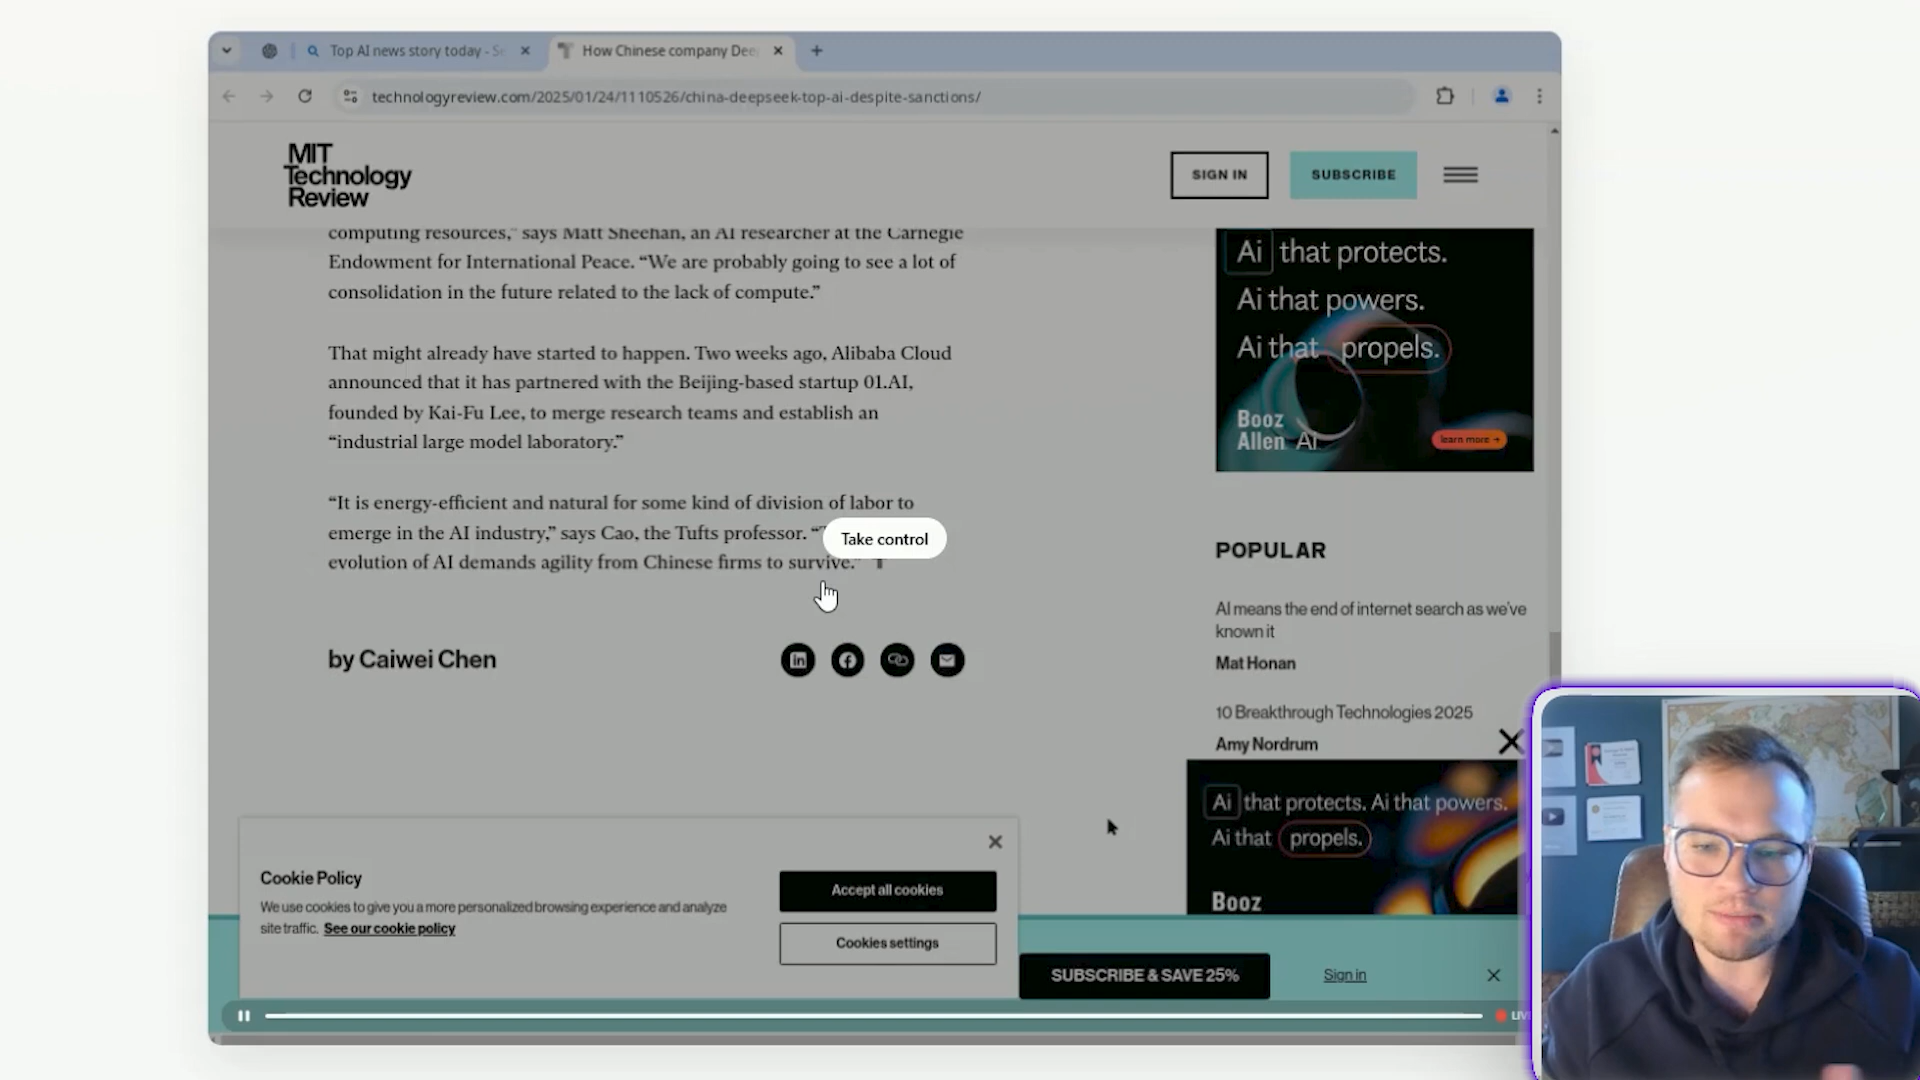 Top AI news story today - Se
How Chinese company Dee
technologyreview.com/2025/01/24/1110526/china-deepseek-top-ai-despite-sanctions/
MIT
Technology
Review
SIGN IN
SUBSCRIBE
computing resources,” says Matt Sheehan, an AI researcher at the Carnegie
Endowment for International Peace. “We are probably going to see a lot of
consolidation in the future related to the lack of compute.”
That might already have started to happen. Two weeks ago, Alibaba Cloud
announced that it has partnered with the Beijing-based startup 01.AI,
founded by Kai-Fu Lee, to merge research teams and establish an
“industrial large model laboratory.”
“It is energy-efficient and natural for some kind of division of labor to
emerge in the AI industry,” says Cao, the Tufts professor.
evolution of AI demands agility from Chinese firms to survive.”
Take control
by Caiwei Chen
Ai that protects.
Ai that powers.
Ai that propels.
Booz
Allen AI
learn more →
POPULAR
AI means the end of internet search as we’ve
known it
Mat Honan
10 Breakthrough Technologies 2025
Amy Nordrum
Ai that protects. Ai that powers.
Ai that propels.
Booz
Cookie Policy
We use cookies to give you a more personalized browsing experience and analyze
site traffic. See our cookie policy
Accept all cookies
Cookies settings
SUBSCRIBE & SAVE 25%
Sign in
LIV